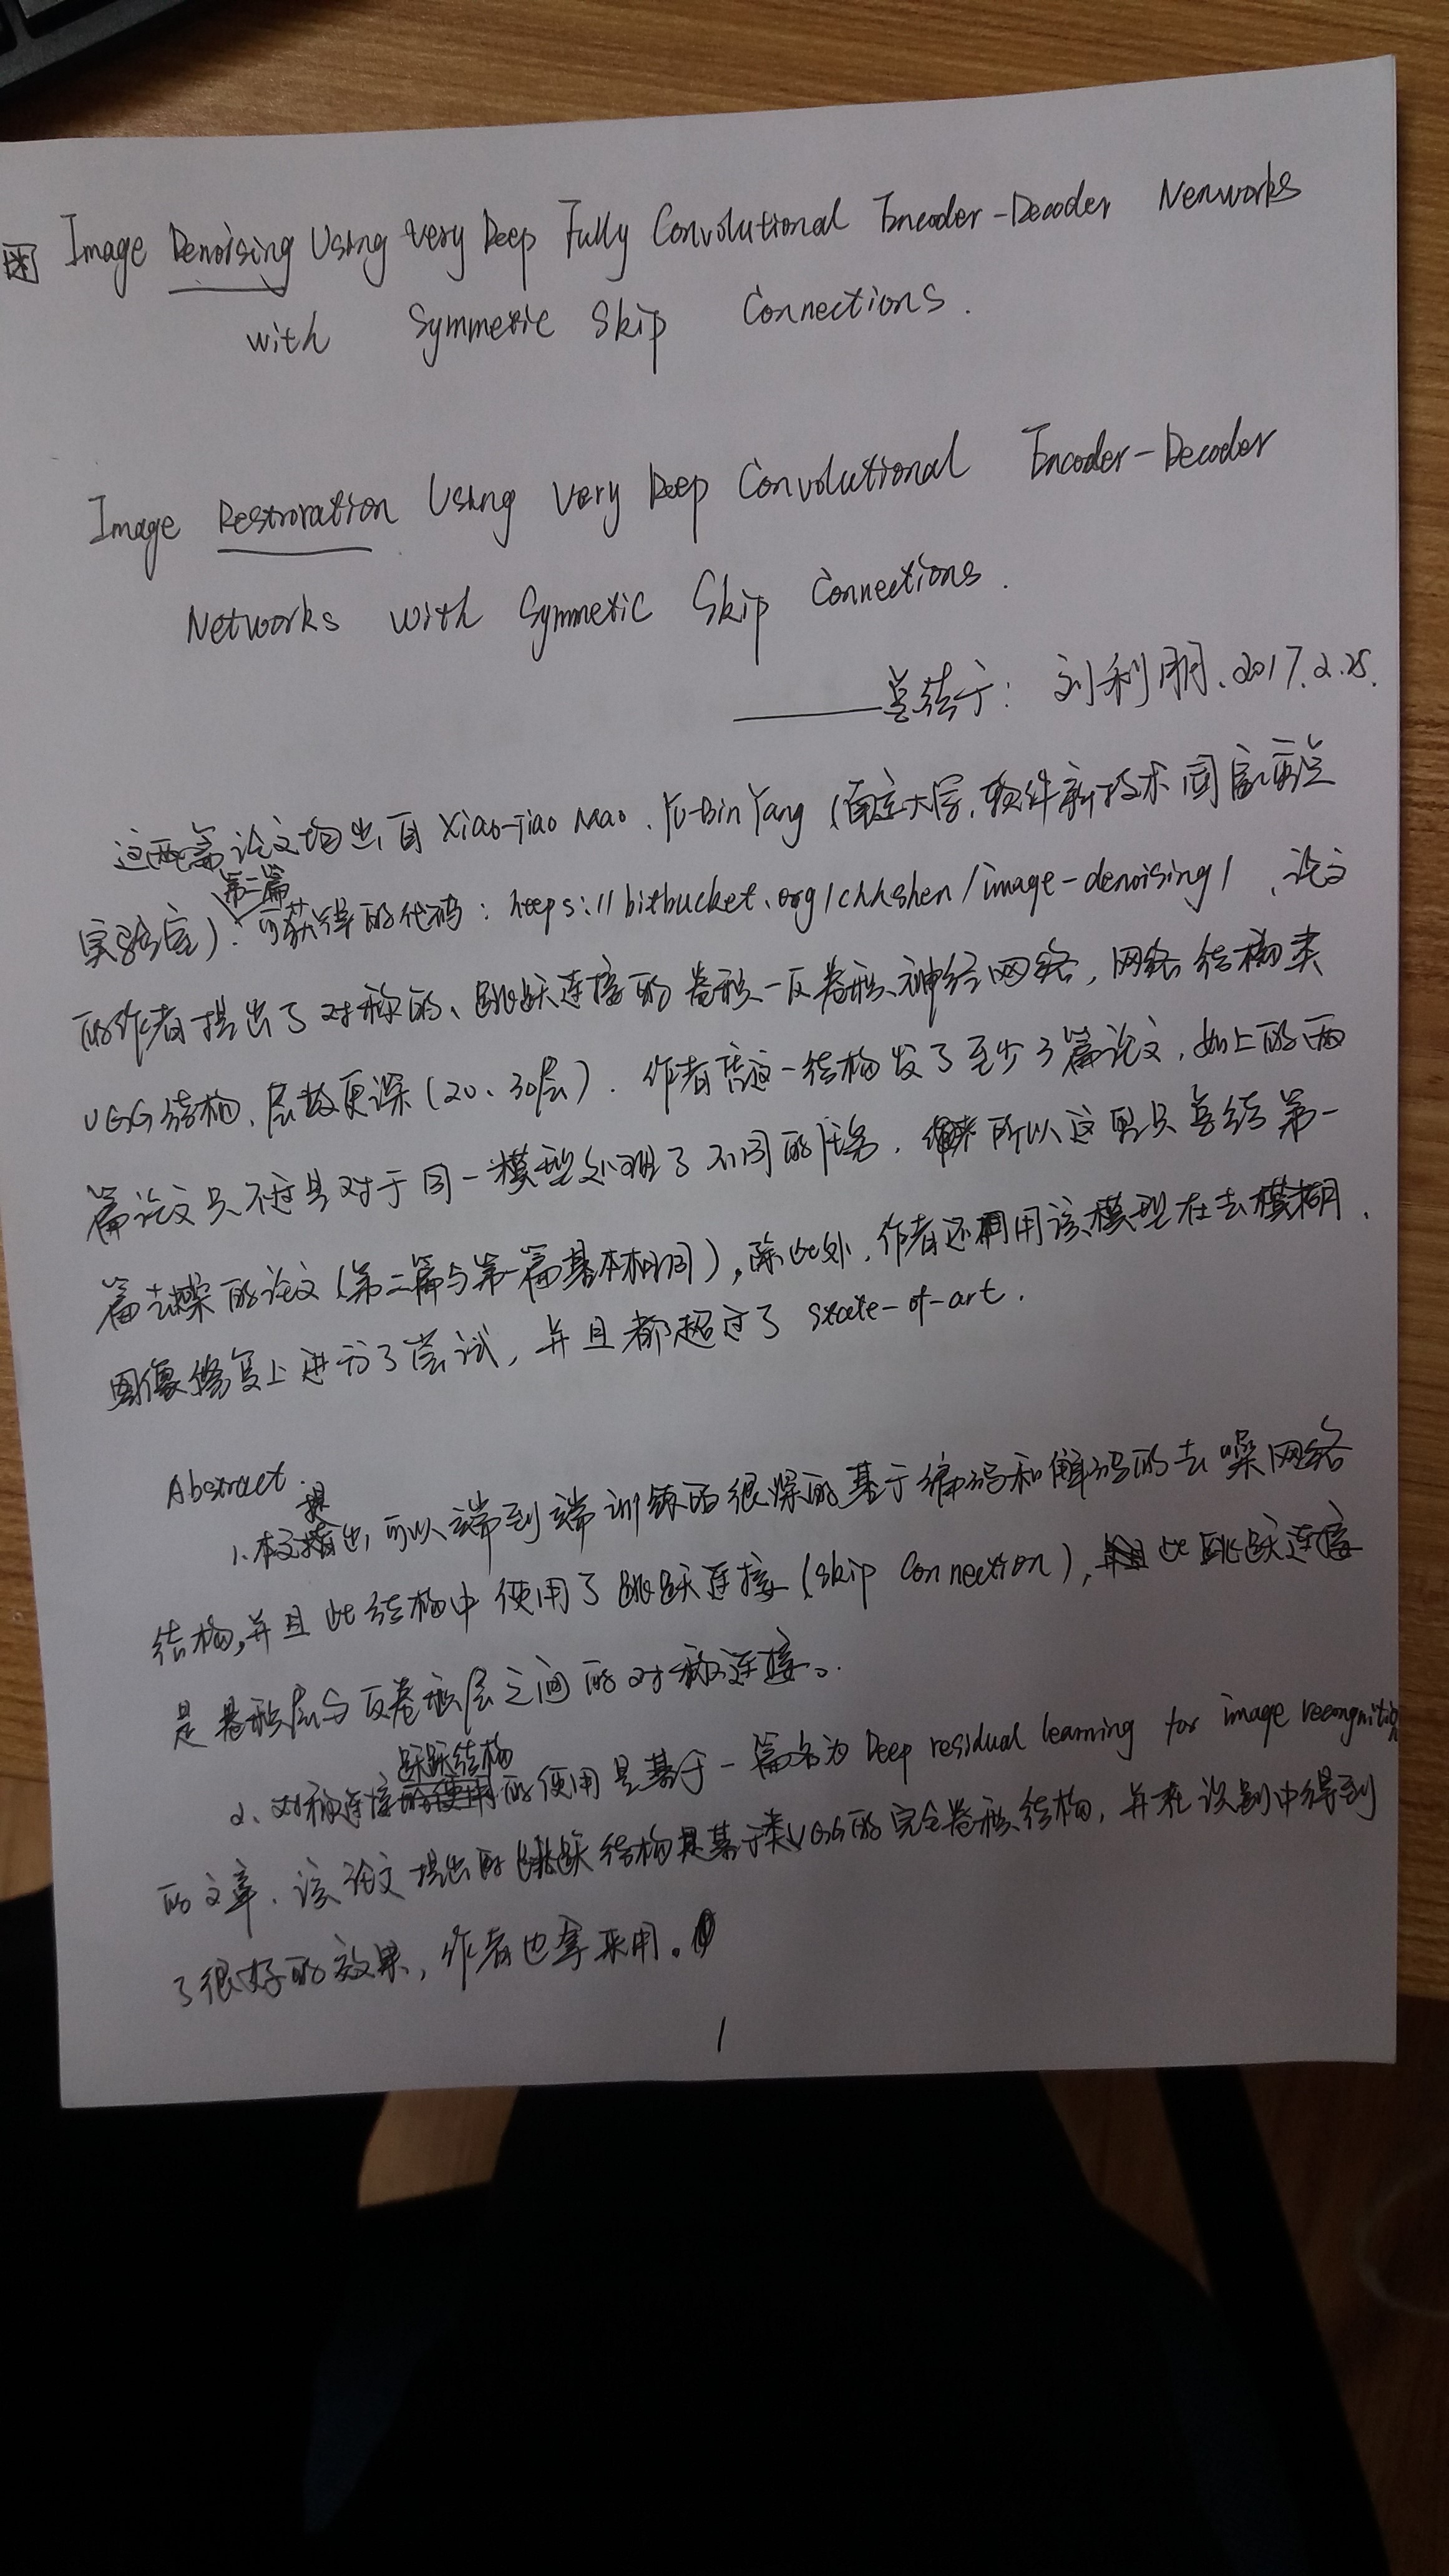 Image Denoising Using Very Deep Fully Convolutional Encoder-Decoder Nenworks
with Symmetic Skip Connections.
Image Restroration Using Very Deep Convolutional Encoder-Decoder
Networks with Symmetic Skip Connections.
——总结于: 刘利朋、2017.2.25.
这两篇论文均出自 Xiao-Jiao Mao、Yu-Bin Yang (南京大学,软件新技术国家重点
第二篇
实验室). 可获得的代码: https://bitbucket.org/chhshen/image-denoising/ 、论文
的作者提出了对称的、跳跃连接的卷积-反卷积神经网络, 网络结构类
VGG结构、层数更深(20、30层). 作者凭这一结构发了至少3篇论文, 如上的两
篇论文只不过是对于同一模型处理了不同的任务, 所以这里只总结第一
篇去噪的论文(第二篇与第一篇基本相同), 除此外, 作者还利用该模型在去模糊、
图像修复上进行了尝试, 并且都超过了 state-of-art.
Abstract.
提
1、本文出, 可以端到端训练的很深的基于编码和解码的去噪网络
结构,并且此结构中使用了跳跃连接(skip connection), 此跳跃连接
是卷积层与反卷积层之间的对称连接。
跃跃结构
2、对称连接的使用是基于一篇名为 Deep residual learning for image recongnition
的文章、该论文提出的跳跃结构是基于类VGG的完全卷积结构, 并在识别中得到
了很好的效果, 作者也拿来用。
1